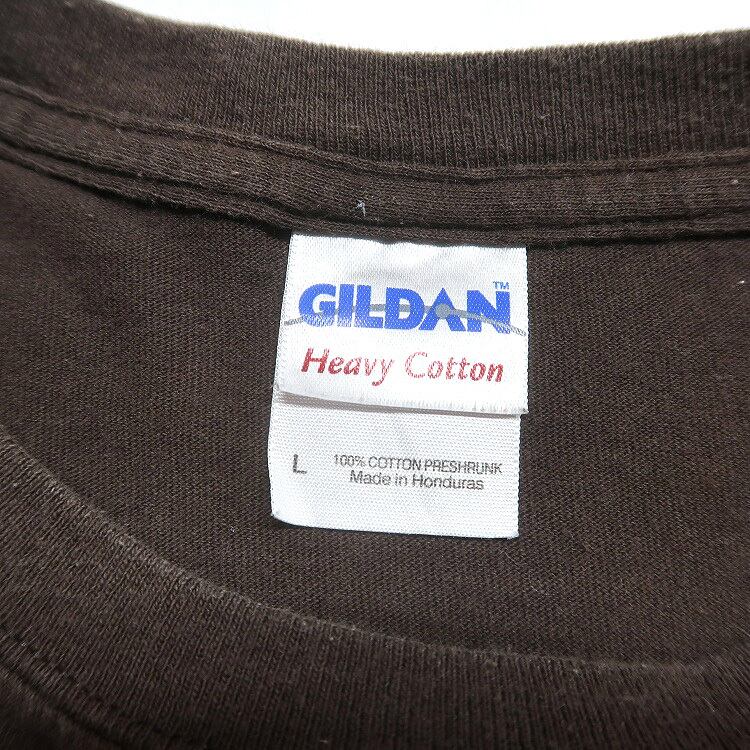 GILDAN™
Heavy Cotton
L
100% COTTON PRESHRUNK
Made in Honduras